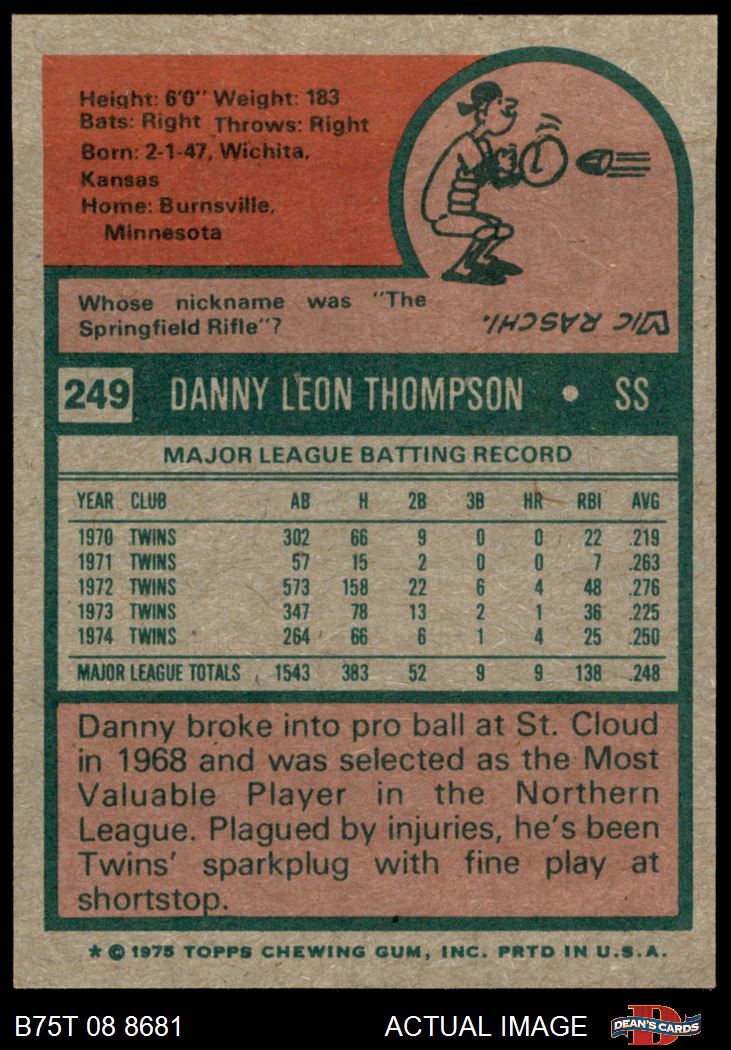 Height: 6'0" Weight: 183
Bats: Right Throws: Right
Born: 2-1-47, Wichita,
Kansas
Home: Burnsville,
Minnesota
Whose nickname was "The
Springfield Rifle"?
VIC RASCHI.
249 DANNY LEON THOMPSON • SS
MAJOR LEAGUE BATTING RECORD
YEAR CLUB AB H 2B 3B HR RBI AVG
1970 TWINS 302 66 9 0 0 22 .219
1971 TWINS 57 15 2 0 0 7 .263
1972 TWINS 573 158 22 6 4 48 .276
1973 TWINS 347 78 13 2 1 36 .225
1974 TWINS 264 66 6 1 4 25 .250
MAJOR LEAGUE TOTALS 1543 383 52 9 9 138 .248
Danny broke into pro ball at St. Cloud
in 1968 and was selected as the Most
Valuable Player in the Northern
League. Plagued by injuries, he's been
Twins' sparkplug with fine play at
shortstop.
* © 1975 TOPPS CHEWING GUM, INC. PRTD IN U.S.A.
B75T 08 8681 ACTUAL IMAGE D DEAN'S CARDS